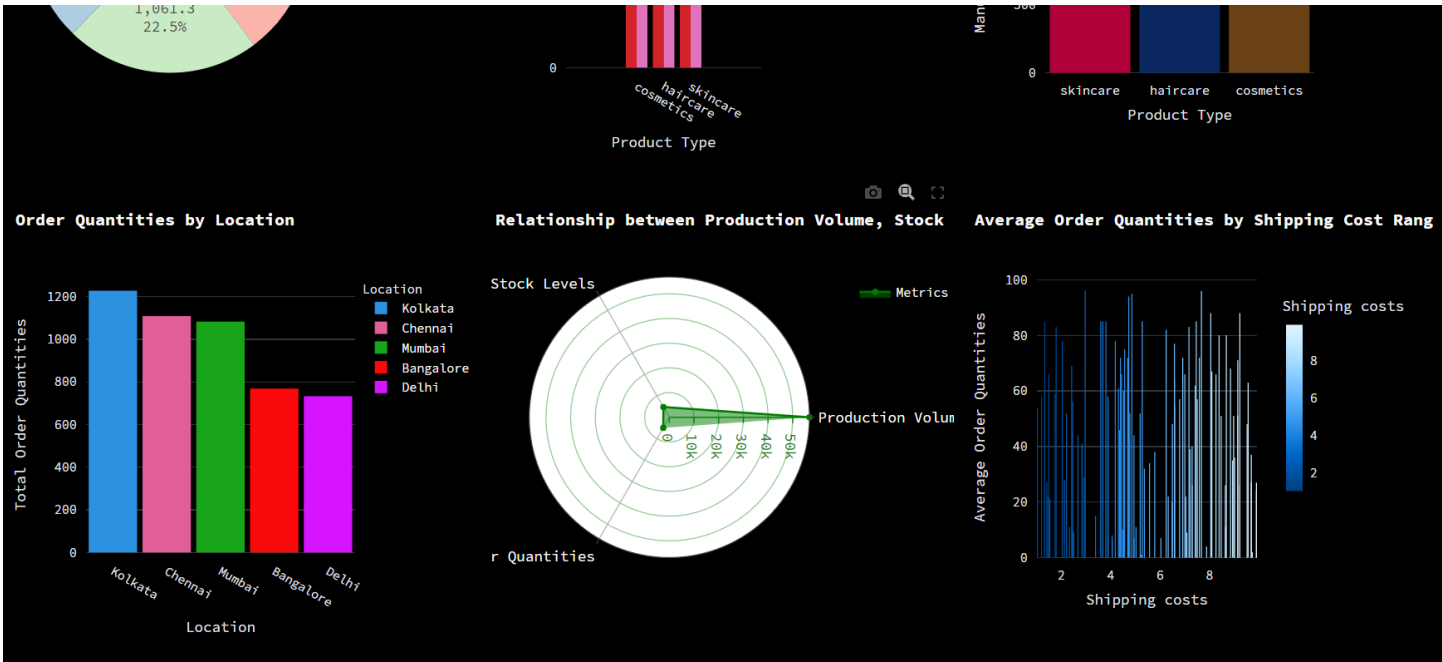 1,061.3
22.5%
0
cosmetics
haircare
skincare
Product Type
500
0
skincare
haircare
cosmetics
Product Type
Order Quantities by Location
Total Order Quantities
1200
1000
800
600
400
200
0
Kolkata
Chennai
Mumbai
Bangalore
Delhi
Location
Location
Kolkata
Chennai
Mumbai
Bangalore
Delhi
Relationship between Production Volume, Stock
Stock Levels
Production Volum
r Quantities
0
10k
20k
30k
40k
50k
Metrics
Average Order Quantities by Shipping Cost Rang
Average Order Quantities
100
80
60
40
20
0
2
4
6
8
Shipping costs
Shipping costs
8
6
4
2